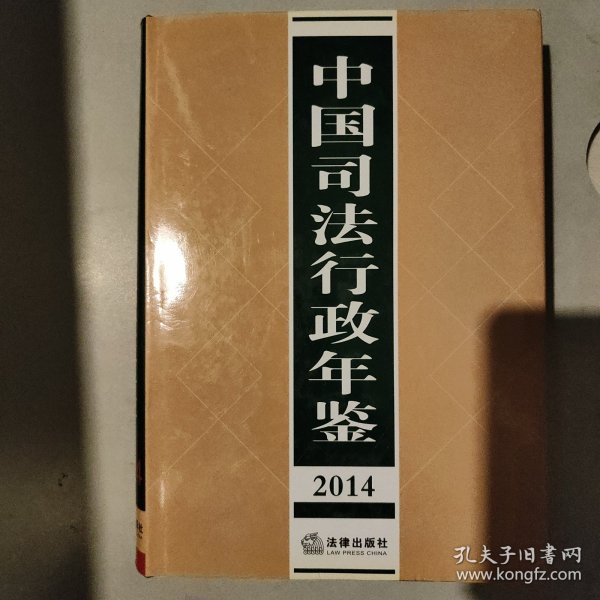 中国司法行政年鉴
2014
法律出版社
LAW PRESS CHINA
孔夫子旧書网
www.kongfz.com